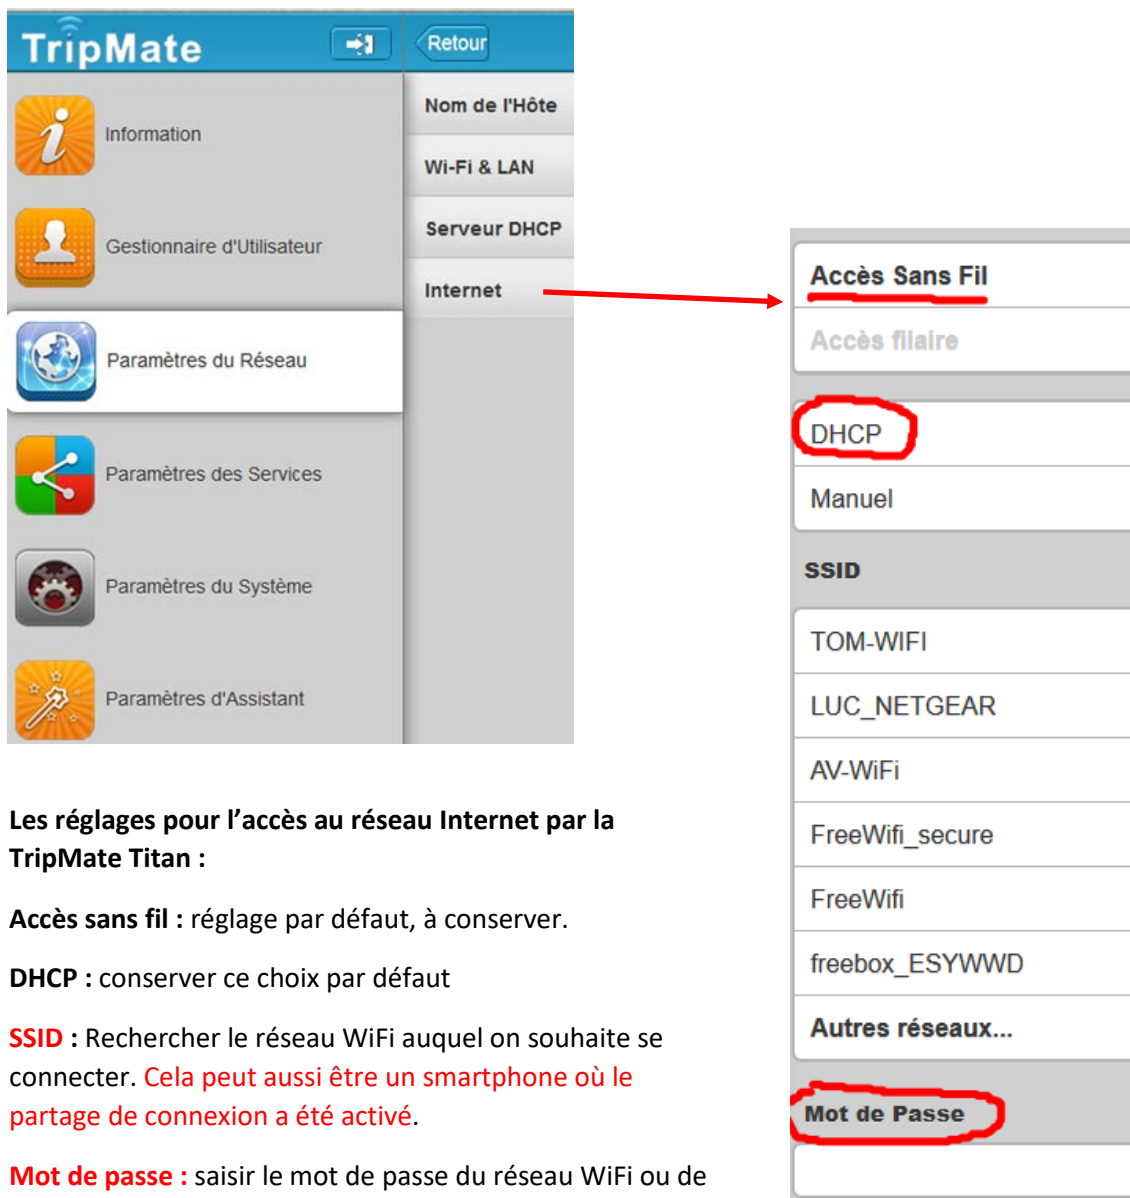 TripMate
Retour
Information
Gestionnaire d'Utilisateur
Paramètres du Réseau
Paramètres des Services
Paramètres du Système
Paramètres d'Assistant
Nom de l'Hôte
Wi-Fi & LAN
Serveur DHCP
Internet
Accès Sans Fil
Accès filaire
DHCP
Manuel
SSID
TOM-WIFI
LUC_NETGEAR
AV-WiFi
FreeWifi_secure
FreeWifi
freebox_ESYWWD
Autres réseaux...
Mot de Passe
Les réglages pour l’accès au réseau Internet par la
TripMate Titan :
Accès sans fil : réglage par défaut, à conserver.
DHCP : conserver ce choix par défaut
SSID : Rechercher le réseau WiFi auquel on souhaite se
connecter. Cela peut aussi être un smartphone où le
partage de connexion a été activé.
Mot de passe : saisir le mot de passe du réseau WiFi ou de